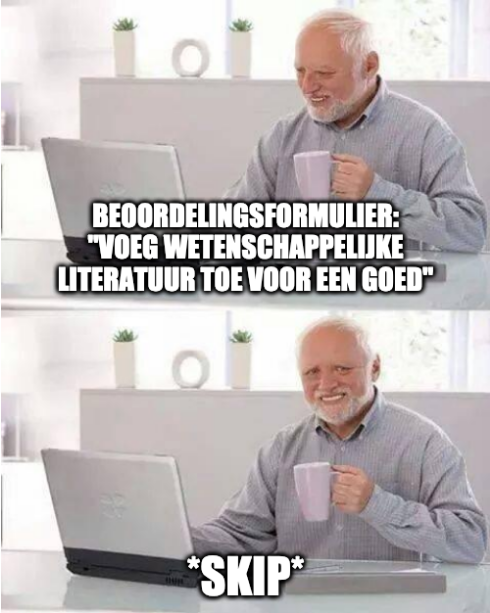 BEOORDELINGSFORMULIER:
"VOEG WETENSCHAPPELIJKE
LITERATUUR TOE VOOR EEN GOED"
*SKIP*